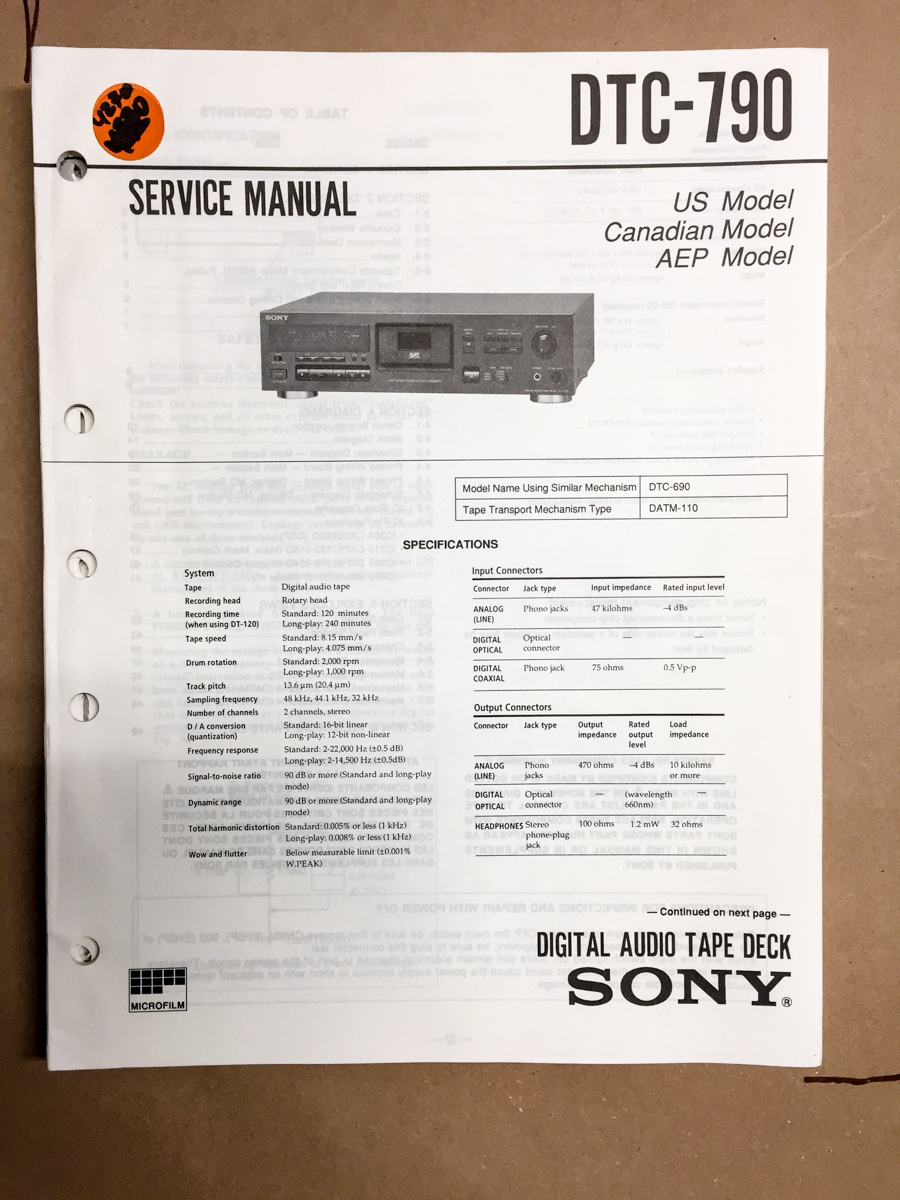 DTC-790
SERVICE MANUAL
US Model
Canadian Model
AEP Model
SONY
Model Name Using Similar Mechanism DTC-690
Tape Transport Mechanism Type DATM-110
SPECIFICATIONS
System
Tape Digital audio tape
Recording head Rotary head
Recording time Standard: 120 minutes
(when using DT-120) Long-play: 240 minutes
Tape speed Standard: 8.15 mm/s
Long-play: 4.075 mm/s
Drum rotation Standard: 2,000 rpm
Long-play: 1,000 rpm
Track pitch 13.6 µm (20.4 µm)
Sampling frequency 48 kHz, 44.1 kHz, 32 kHz
Number of channels 2 channels, stereo
D / A conversion Standard: 16-bit linear
(quantization) Long-play: 12-bit non-linear
Frequency response Standard: 2-22,000 Hz (±0.5 dB)
Long-play: 2-14,500 Hz (±0.5dB)
Signal-to-noise ratio 90 dB or more (Standard and long-play
mode)
Dynamic range 90 dB or more (Standard and long-play
mode)
Total harmonic distortion Standard: 0.005% or less (1 kHz)
Long-play: 0.008% or less (1 kHz)
Wow and flutter Below measurable limit (±0.001%
W.PEAK)
Input Connectors
Connector Jack type Input impedance Rated input level
ANALOG Phono jacks 47 kilohms –4 dBs
(LINE)
DIGITAL Optical — —
OPTICAL connector
DIGITAL Phono jack 75 ohms 0.5 Vp-p
COAXIAL
Output Connectors
Connector Jack type Output Rated Load
impedance output impedance
level
ANALOG Phono 470 ohms –4 dBs 10 kilohms
(LINE) jacks or more
DIGITAL Optical — (wavelength —
OPTICAL connector 660nm)
HEADPHONES Stereo 100 ohms 1.2 mW 32 ohms
phone-plug
jack
— Continued on next page —
DIGITAL AUDIO TAPE DECK
SONY®
MICROFILM